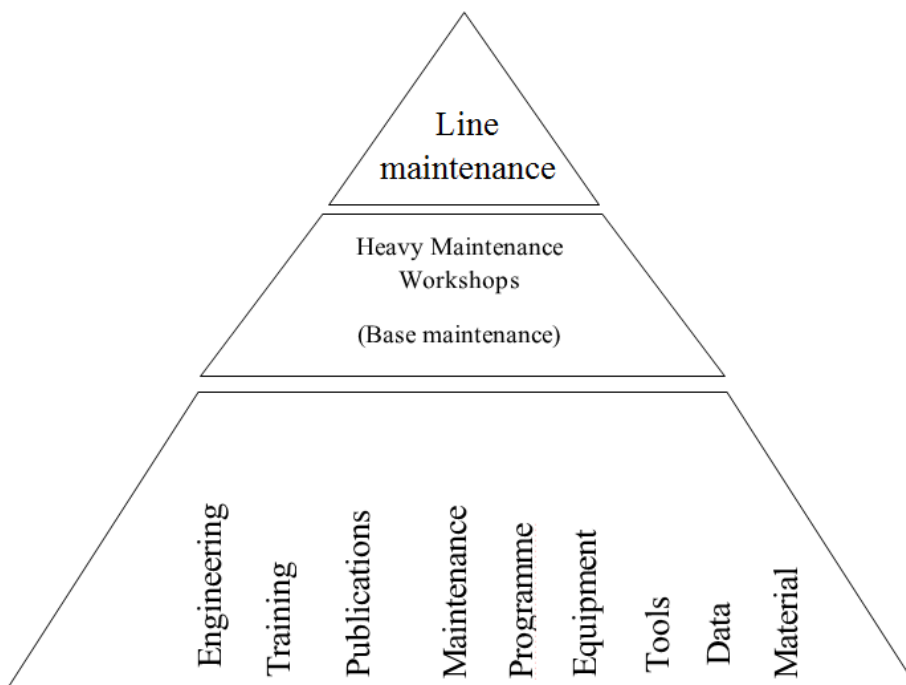 Line
maintenance
Heavy Maintenance
Workshops
(Base maintenance)
Engineering
Training
Publications
Maintenance
Programme
Equipment
Tools
Data
Material